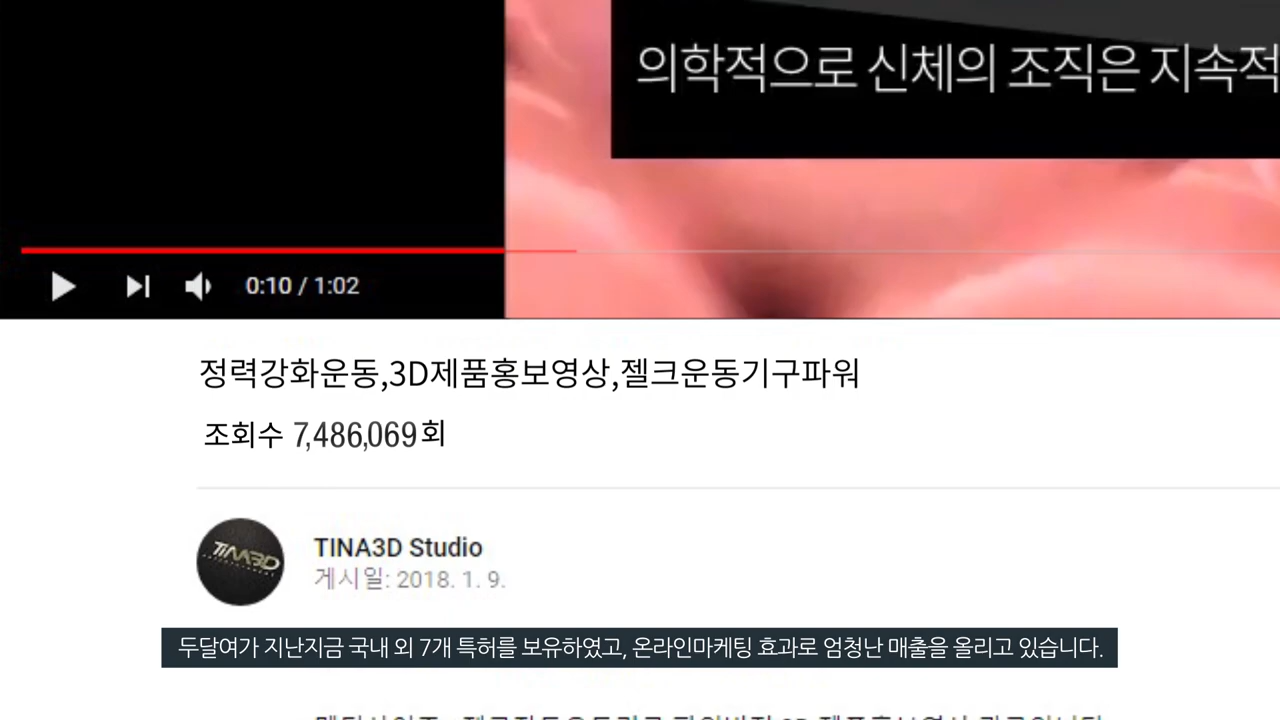 의학적으로 신체의 조직은 지속적
0:10 / 1:02
정력강화운동,3D제품홍보영상,젤크운동기구파워
조회수 7,486,069회
TINA3D
TINA3D Studio
게시일: 2018. 1. 9.
두달여가 지난지금 국내 외 7개 특허를 보유하였고, 온라인마케팅 효과로 엄청난 매출을 올리고 있습니다.